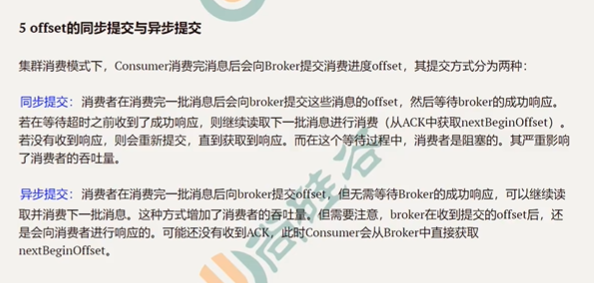 5 offset的同步提交与异步提交
集群消费模式下，Consumer消费完消息后会向Broker提交消费进度offset，其提交方式分为两种：
同步提交：消费者在消费完一批消息后会向broker提交这些消息的offset，然后等待broker的成功响应。
若在等待超时之前收到了成功响应，则继续读取下一批消息进行消费（从ACK中获取nextBeginOffset）。
若没有收到响应，则会重新提交，直到获取到响应。而在这个等待过程中，消费者是阻塞的。其严重影响
了消费者的吞吐量。
异步提交：消费者在消费完一批消息后向broker提交offset，但无需等待Broker的成功响应，可以继续读
取并消费下一批消息。这种方式增加了消费者的吞吐量。但需要注意，broker在收到提交的offset后，还
是会向消费者进行响应的。可能还没有收到ACK，此时Consumer会从Broker中直接获取
nextBeginOffset。
尚硅谷